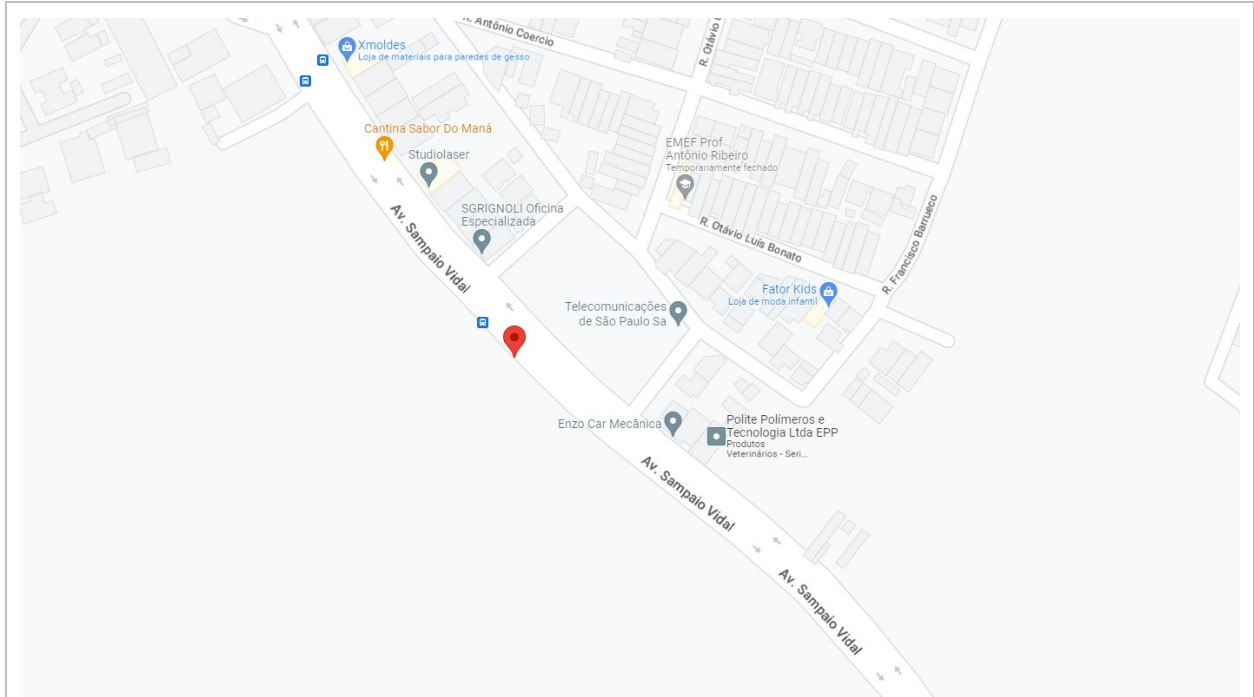 R. Antônio Coercio
Xmoldes
Loja de materiais para paredes de gesso
R. Otávio
Cantina Sabor Do Maná
Studiolaser
EMEF Prof
Antônio Ribeiro
Temporariamente fechado
SGRIGNOLI Oficina
Especializada
Av. Sampaio Vidal
R. Otávio Luís Bonato
R. Francisco Barrueco
Fator Kids
Loja de moda infantil
Telecomunicações
de São Paulo Sa
Enzo Car Mecãnica
Polite Polímeros e
Tecnologia Ltda EPP
Produtos
Veterinários - Seri...
Av. Sampaio Vidal
Av. Sampaio Vidal